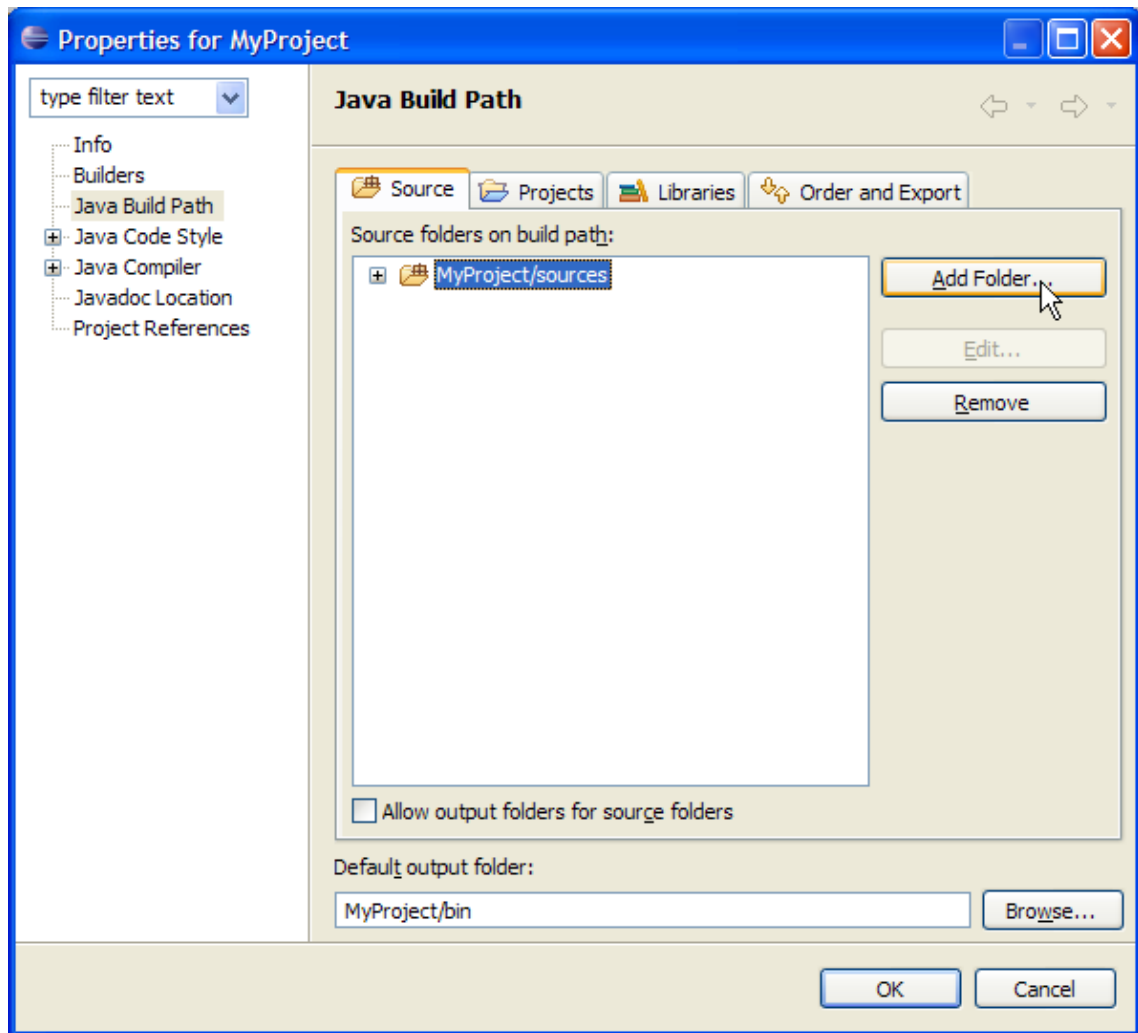 Properties for MyProject
type filter text
Info
Builders
Java Build Path
Java Code Style
Java Compiler
Javadoc Location
Project References
Java Build Path
Source Projects Libraries Order and Export
Source folders on build path:
MyProject/sources
Add Folder...
Edit...
Remove
Allow output folders for source folders
Default output folder:
MyProject/bin
Browse...
OK Cancel